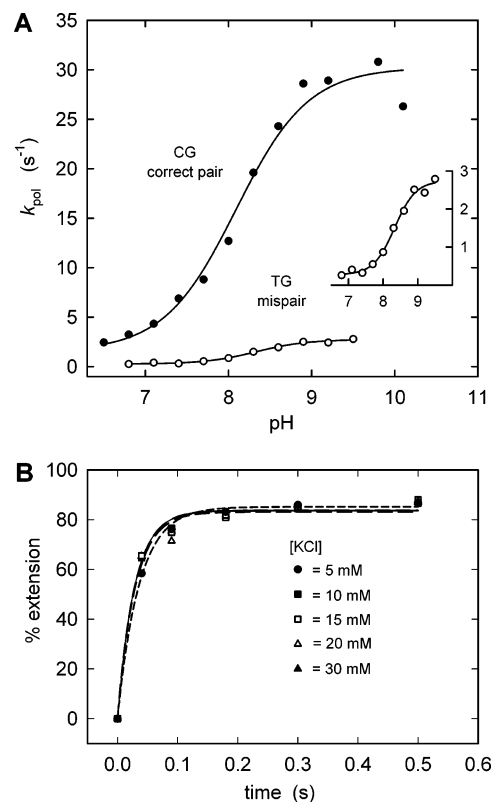 A
35
30
25
20
15
10
5
0
k_pol (s⁻¹)
CG
correct pair
TG
mispair
3
2
1
7 8 9
7 8 9 10 11
pH
B
100
80
60
40
20
0
% extension
[KCl]
= 5 mM
= 10 mM
= 15 mM
= 20 mM
= 30 mM
0.0 0.1 0.2 0.3 0.4 0.5 0.6
time (s)